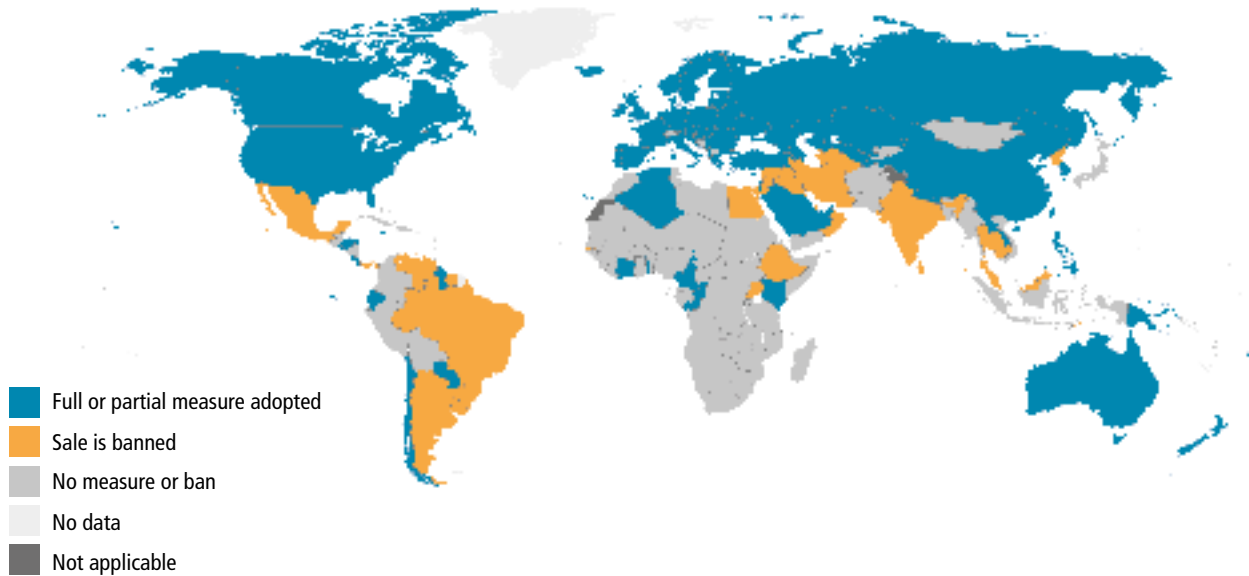 Full or partial measure adopted
Sale is banned
No measure or ban
No data
Not applicable